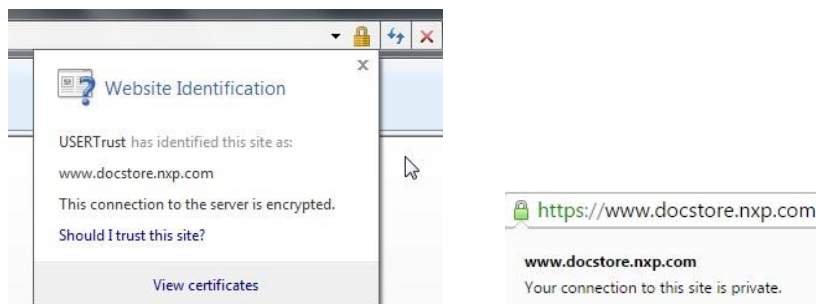 Website Identification
USERTrust has identified this site as:
www.docstore.nxp.com
This connection to the server is encrypted.
Should I trust this site?
View certificates
https://www.docstore.nxp.com
www.docstore.nxp.com
Your connection to this site is private.